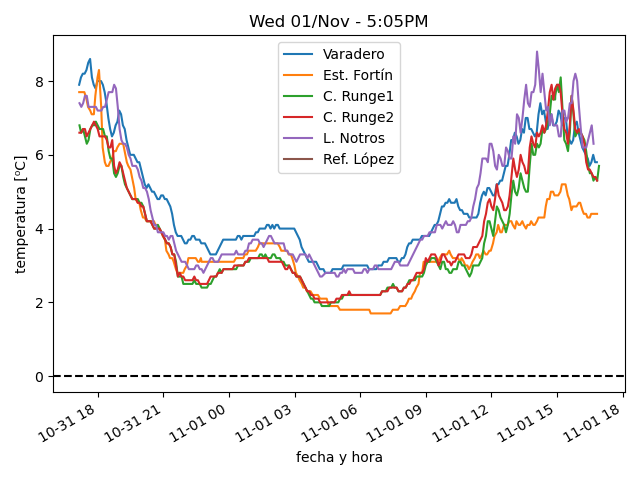 Wed 01/Nov - 5:05PM
Varadero
Est. Fortín
C. Runge1
C. Runge2
L. Notros
Ref. López
temperatura [ºC]
8
6
4
2
0
10-31 18
10-31 21
11-01 00
11-01 03
11-01 06
11-01 09
11-01 12
11-01 15
11-01 18
fecha y hora